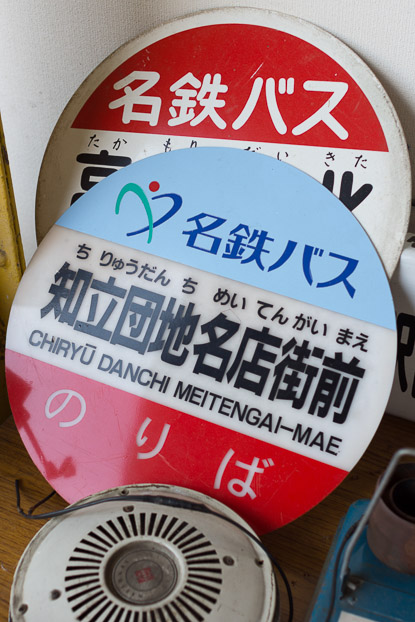 名鉄バス
たかもり だいきた
高
北
名鉄バス
ちりゅうだんち めいてんがいまえ
知立団地名店街前
CHIRYŪ DANCHI MEITENGAI-MAE
のりば